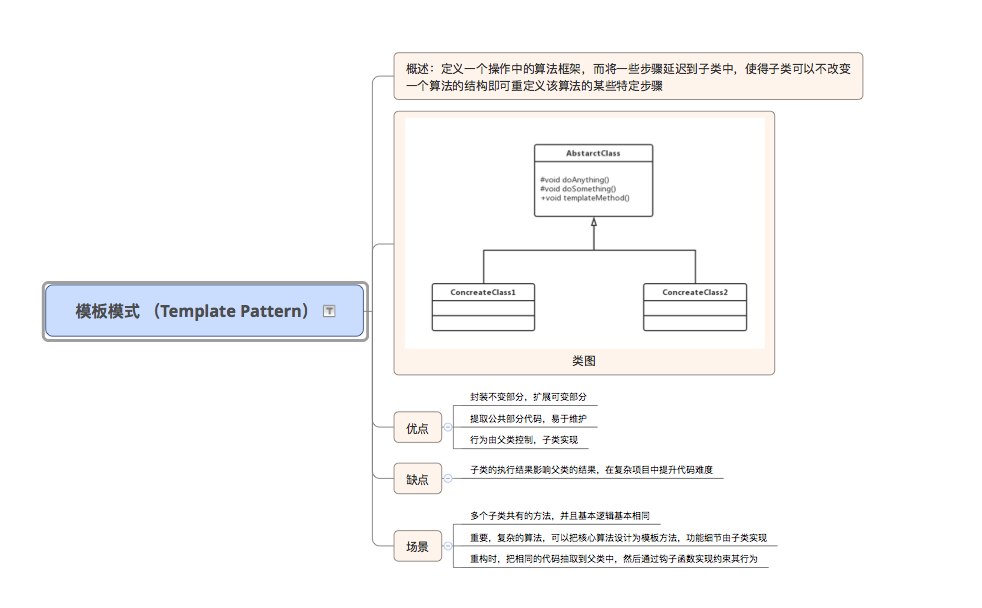 模板模式 （Template Pattern）
概述：定义一个操作中的算法框架，而将一些步骤延迟到子类中，使得子类可以不改变
一个算法的结构即可重定义该算法的某些特定步骤
AbstarctClass
#void doAnything()
#void doSomething()
+void templateMethod()
ConcreateClass1
ConcreateClass2
类图
优点
封装不变部分，扩展可变部分
提取公共部分代码，易于维护
行为由父类控制，子类实现
缺点
子类的执行结果影响父类的结果，在复杂项目中提升代码难度
场景
多个子类共有的方法，并且基本逻辑基本相同
重要，复杂的算法，可以把核心算法设计为模板方法，功能细节由子类实现
重构时，把相同的代码抽取到父类中，然后通过钩子函数实现约束其行为